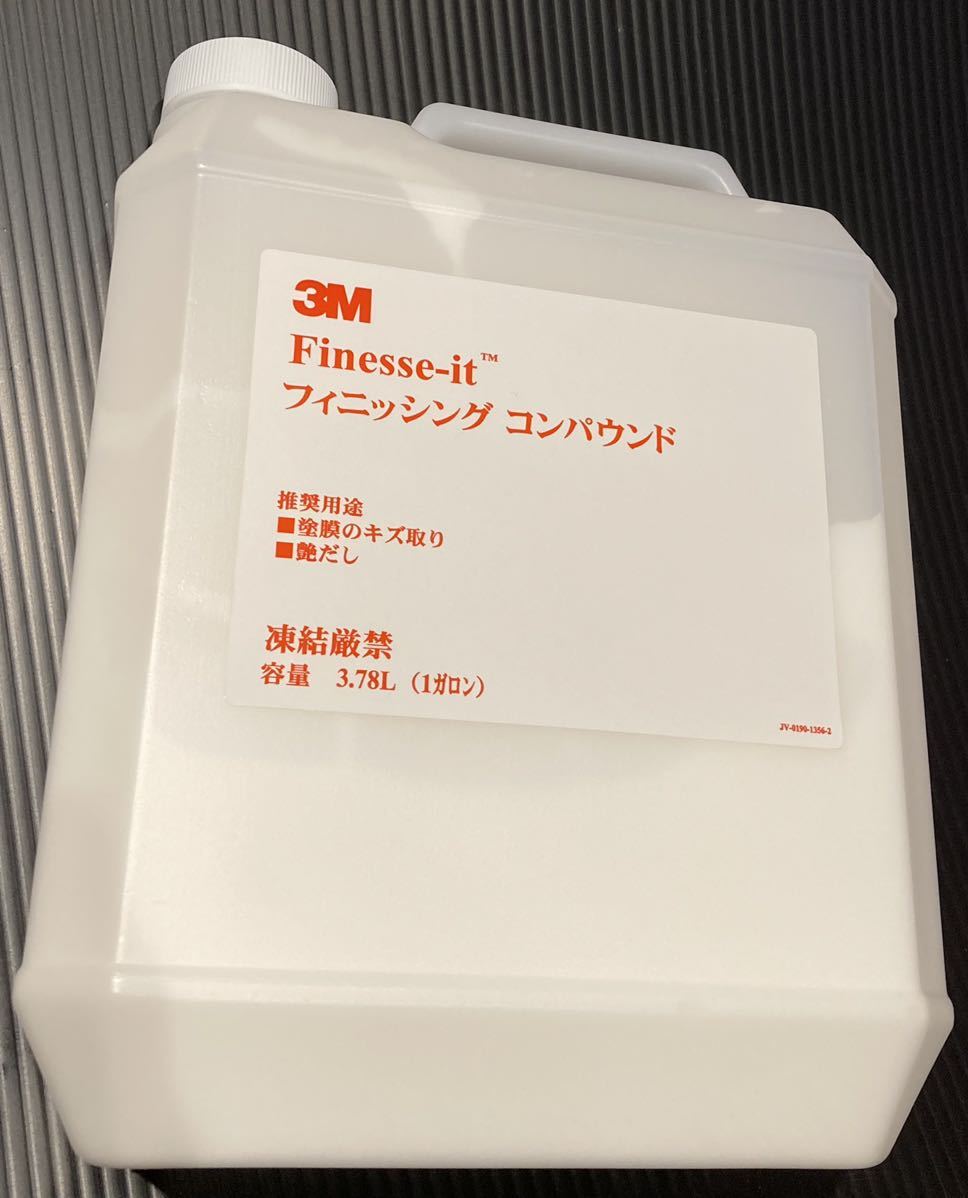 3M
Finesse-it™
フィニッシング コンパウンド
推奨用途
■塗膜のキズ取り
■艶だし
凍結厳禁
容量　3.78L（1ガロン）
JV-0190-1356-2